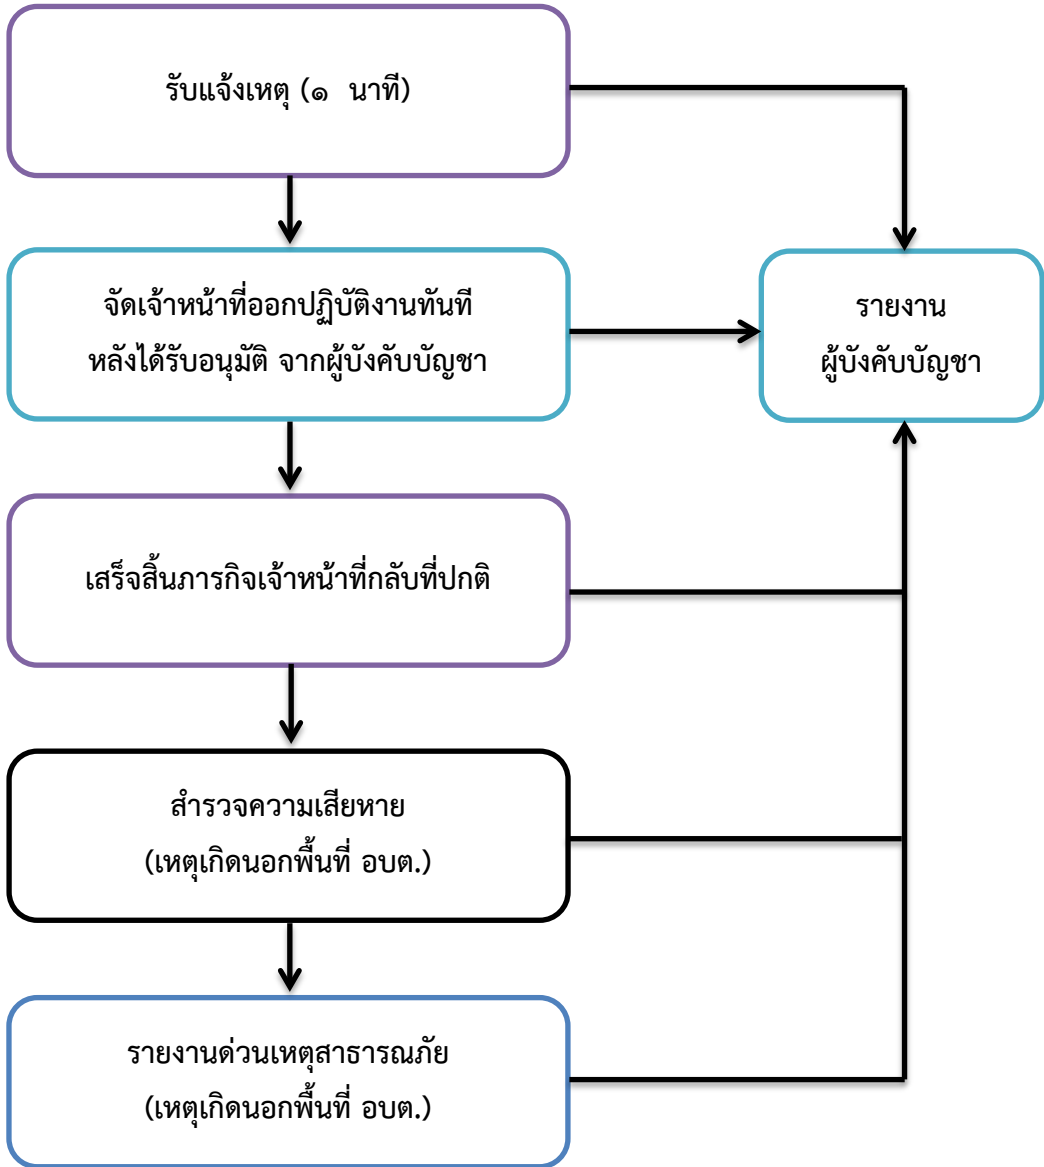 รับแจ้งเหตุ (๑ นาที)
จัดเจ้าหน้าที่ออกปฏิบัติงานทันที
หลังได้รับอนุมัติ จากผู้บังคับบัญชา
รายงาน
ผู้บังคับบัญชา
เสร็จสิ้นภารกิจเจ้าหน้าที่กลับที่ปกติ
สำรวจความเสียหาย
(เหตุเกิดนอกพื้นที่ อบต.)
รายงานด่วนเหตุสาธารณภัย
(เหตุเกิดนอกพื้นที่ อบต.)